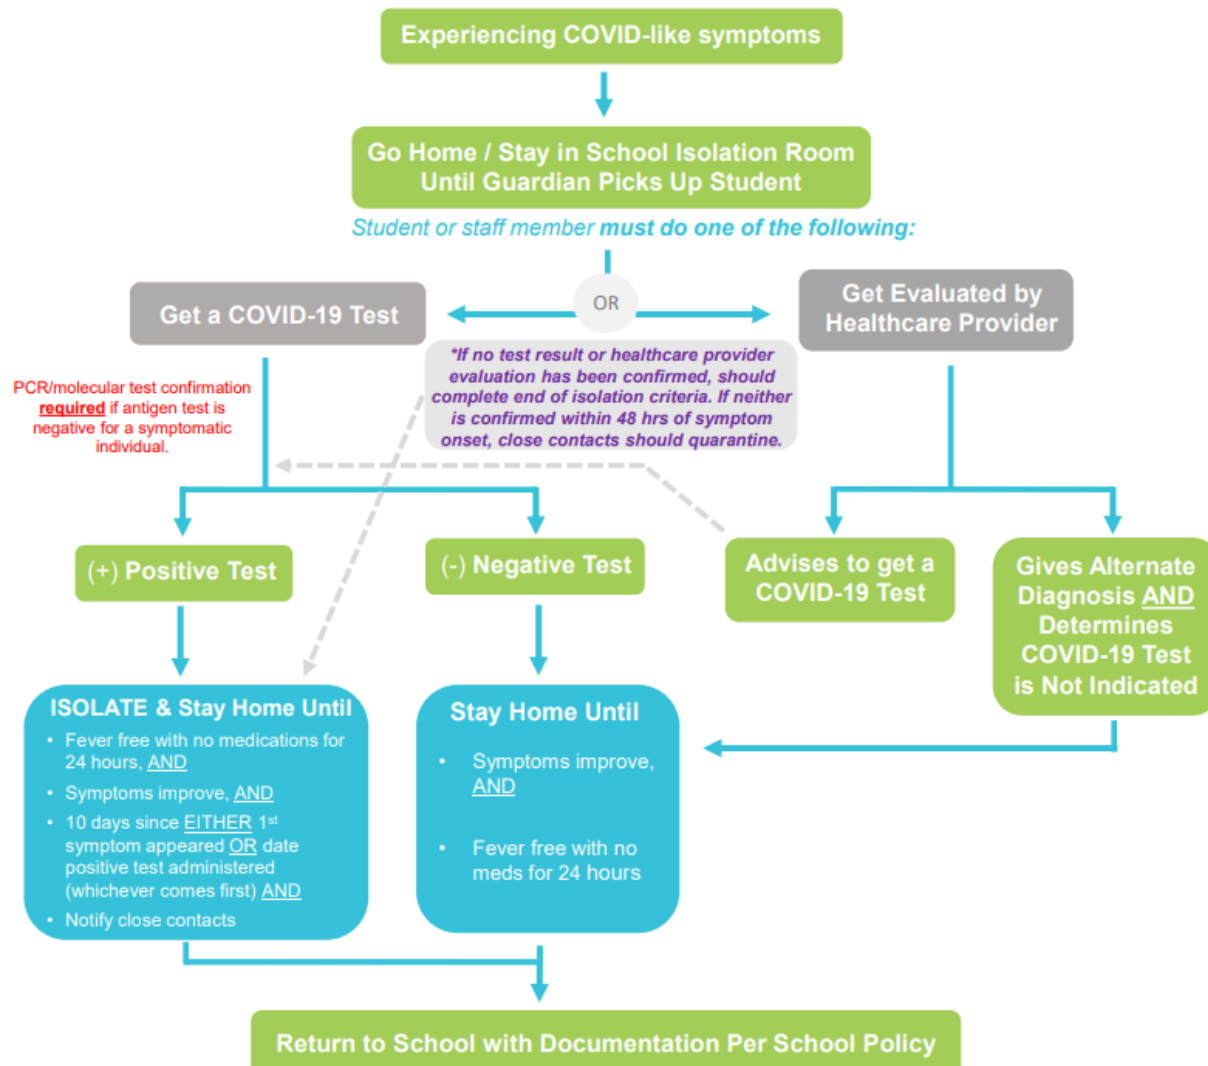 Experiencing COVID-like symptoms
Go Home / Stay in School Isolation Room
Until Guardian Picks Up Student
Student or staff member must do one of the following:
OR
Get a COVID-19 Test
Get Evaluated by
Healthcare Provider
*If no test result or healthcare provider
evaluation has been confirmed, should
complete end of isolation criteria. If neither
is confirmed within 48 hrs of symptom
onset, close contacts should quarantine.
PCR/molecular test confirmation
required if antigen test is
negative for a symptomatic
individual.
(+) Positive Test
(-) Negative Test
Advises to get a
COVID-19 Test
Gives Alternate
Diagnosis AND
Determines
COVID-19 Test
is Not Indicated
ISOLATE & Stay Home Until
• Fever free with no medications for
24 hours, AND
• Symptoms improve, AND
• 10 days since EITHER 1st
symptom appeared OR date
positive test administered
(whichever comes first) AND
• Notify close contacts
Stay Home Until
• Symptoms improve,
AND
• Fever free with no
meds for 24 hours
Return to School with Documentation Per School Policy